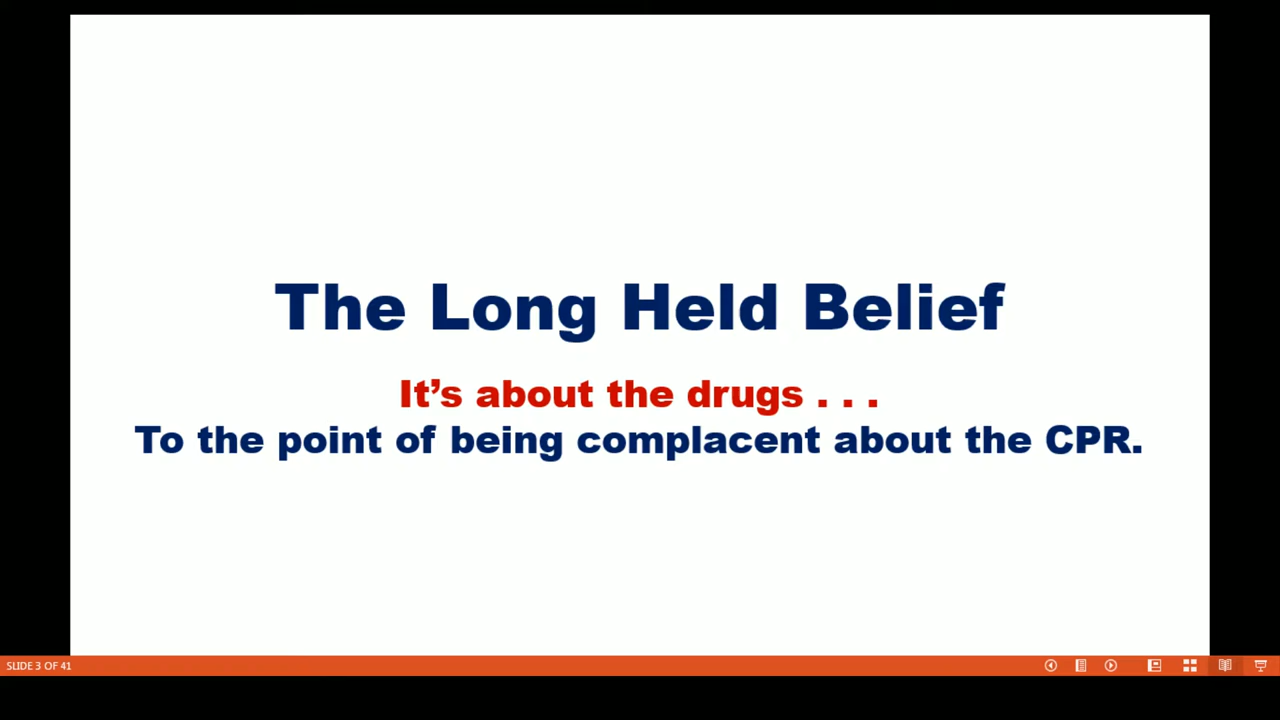 The Long Held Belief
It’s about the drugs . . .
To the point of being complacent about the CPR.
SLIDE 3 OF 41